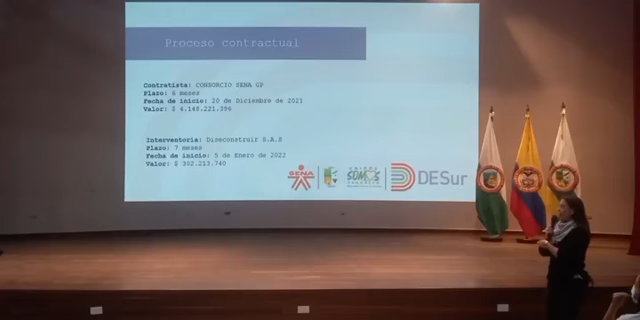 Proceso contractual
Contratista: CONSORCIO SENA GP
Plazo: 6 meses
Fecha de inicio: 20 de Diciembre de 2021
Valor: $ 4.148.221.396
Interventoria: Diseconstruir S.A.S
Plazo: 7 meses
Fecha de inicio: 5 de Enero de 2022
Valor: $ 302.213.740
SENA
UNIDOS
SOMOS
DESur